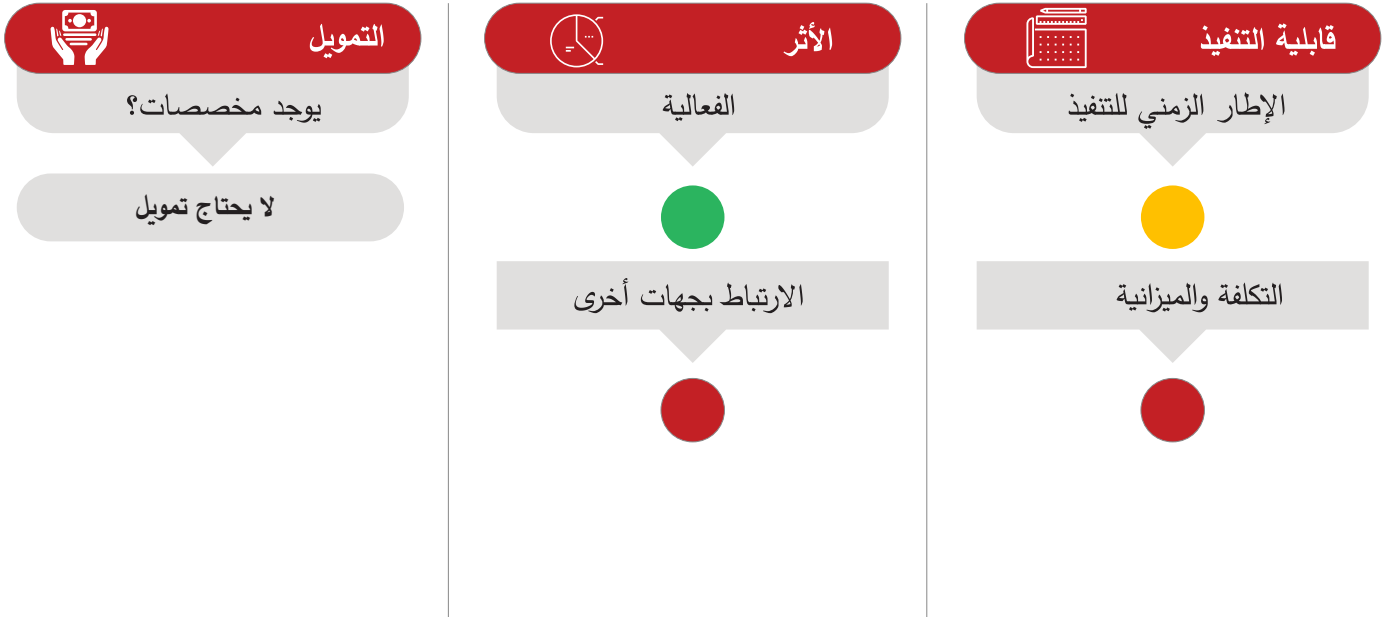 قابلية التنفيذ
الإطار الزمني للتنفيذ
التكلفة والميزانية
الأثر
الفعالية
الارتباط بجهات أخرى
التمويل
يوجد مخصصات؟
لا يحتاج تمويل